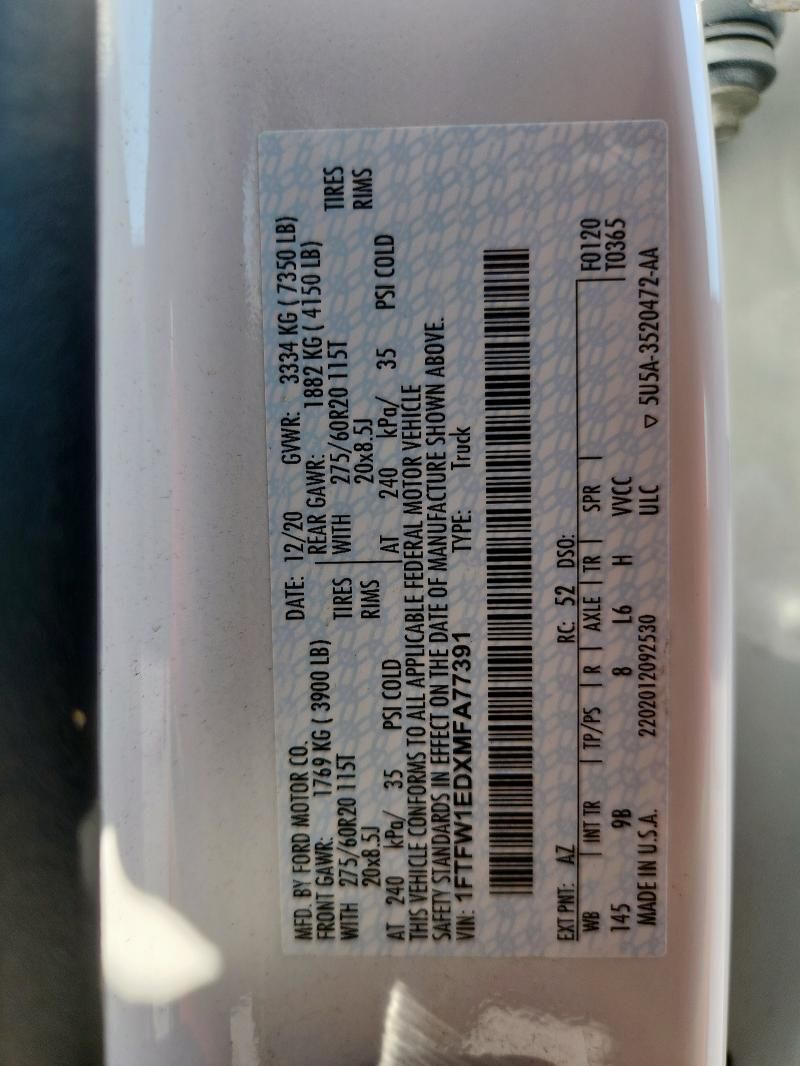 MFD. BY FORD MOTOR CO. DATE: 12/20 GVWR: 3334 KG ( 7350 LB)
FRONT GAWR: 1769 KG ( 3900 LB) REAR GAWR: 1882 KG ( 4150 LB)
WITH 275/60R20 115T TIRES WITH 275/60R20 115T TIRES
20x8.5J RIMS 20x8.5J RIMS
AT 240 kPa/ 35 PSI COLD AT 240 kPa/ 35 PSI COLD
THIS VEHICLE CONFORMS TO ALL APPLICABLE FEDERAL MOTOR VEHICLE
SAFETY STANDARDS IN EFFECT ON THE DATE OF MANUFACTURE SHOWN ABOVE.
VIN: 1FTFW1EDXMFA77391 TYPE: Truck
EXT PNT: AZ RC: 52 DSO:
WB INT TR TP/PS R AXLE TR SPR F0120
145 9B 8 L6 H VVCC T0365
MADE IN U.S.A. 2202012092530 ULC ▽ 5U5A-3520472-AA